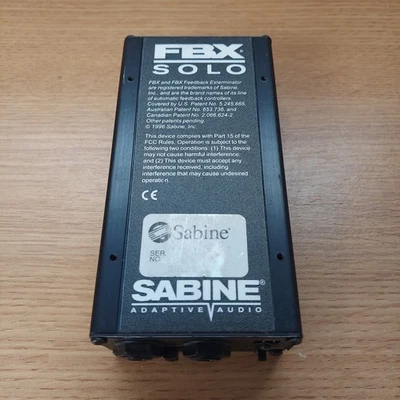 FBX®
SOLO
FBX and FBX Feedback Exterminator
are registered trademarks of Sabine,
Inc., and are the brand names of its line
of automatic feedback controllers.
Covered by U.S. Patent No. 5,245,665,
Australian Patent No. 653,736, and
Canadian Patent No. 2,066,624-2.
Other patents pending.
© 1996 Sabine, Inc.
This device complies with Part 15 of the
FCC Rules. Operation is subject to the
following two conditions: (1) This device
may not cause harmful interference,
and (2) This device must accept any
interference received, including
interference that may cause undesired
operation.
CE
Sabine
SER.
NO.
SABINE®
ADAPTIVE AUDIO